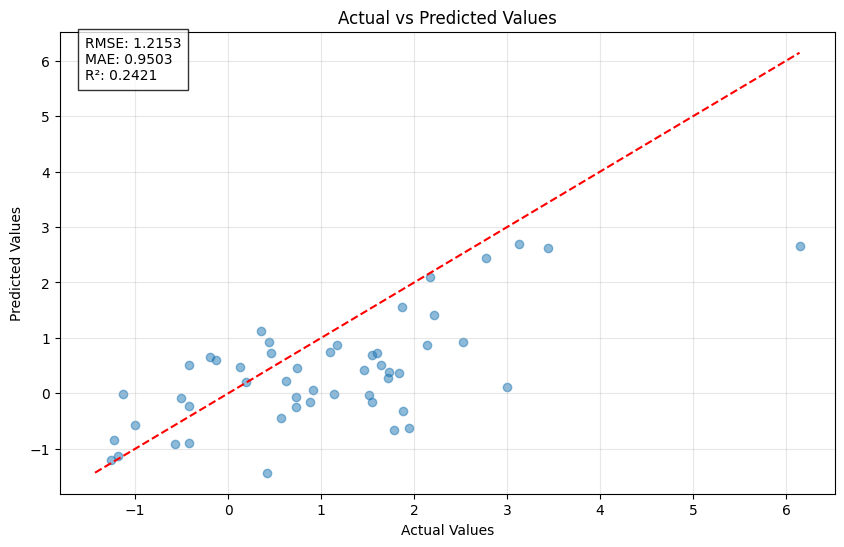 Actual vs Predicted Values
RMSE: 1.2153
MAE: 0.9503
R²: 0.2421
6
5
4
3
2
1
0
−1
Predicted Values
−1 0 1 2 3 4 5 6
Actual Values